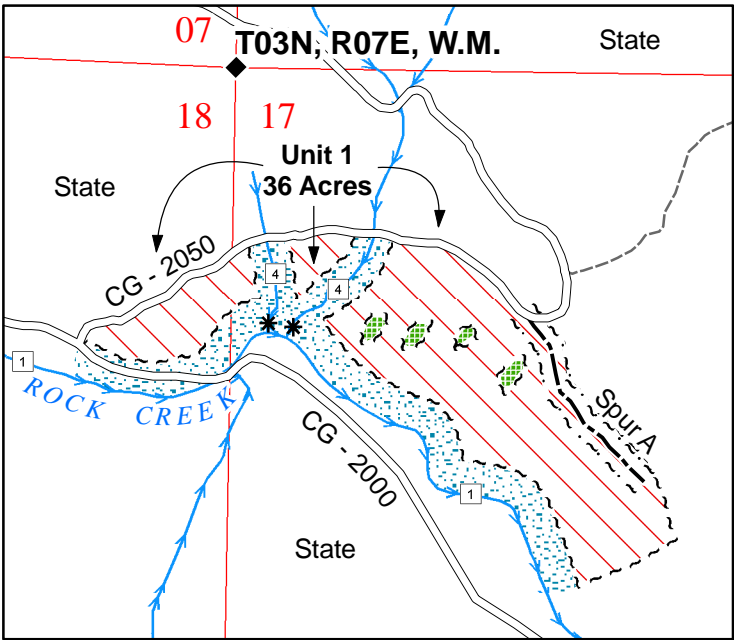 07
T03N, R07E, W.M.
State
18
17
Unit 1
36 Acres
State
CG - 2050
4
4
1
ROCK CREEK
CG - 2000
Spur A
1
State